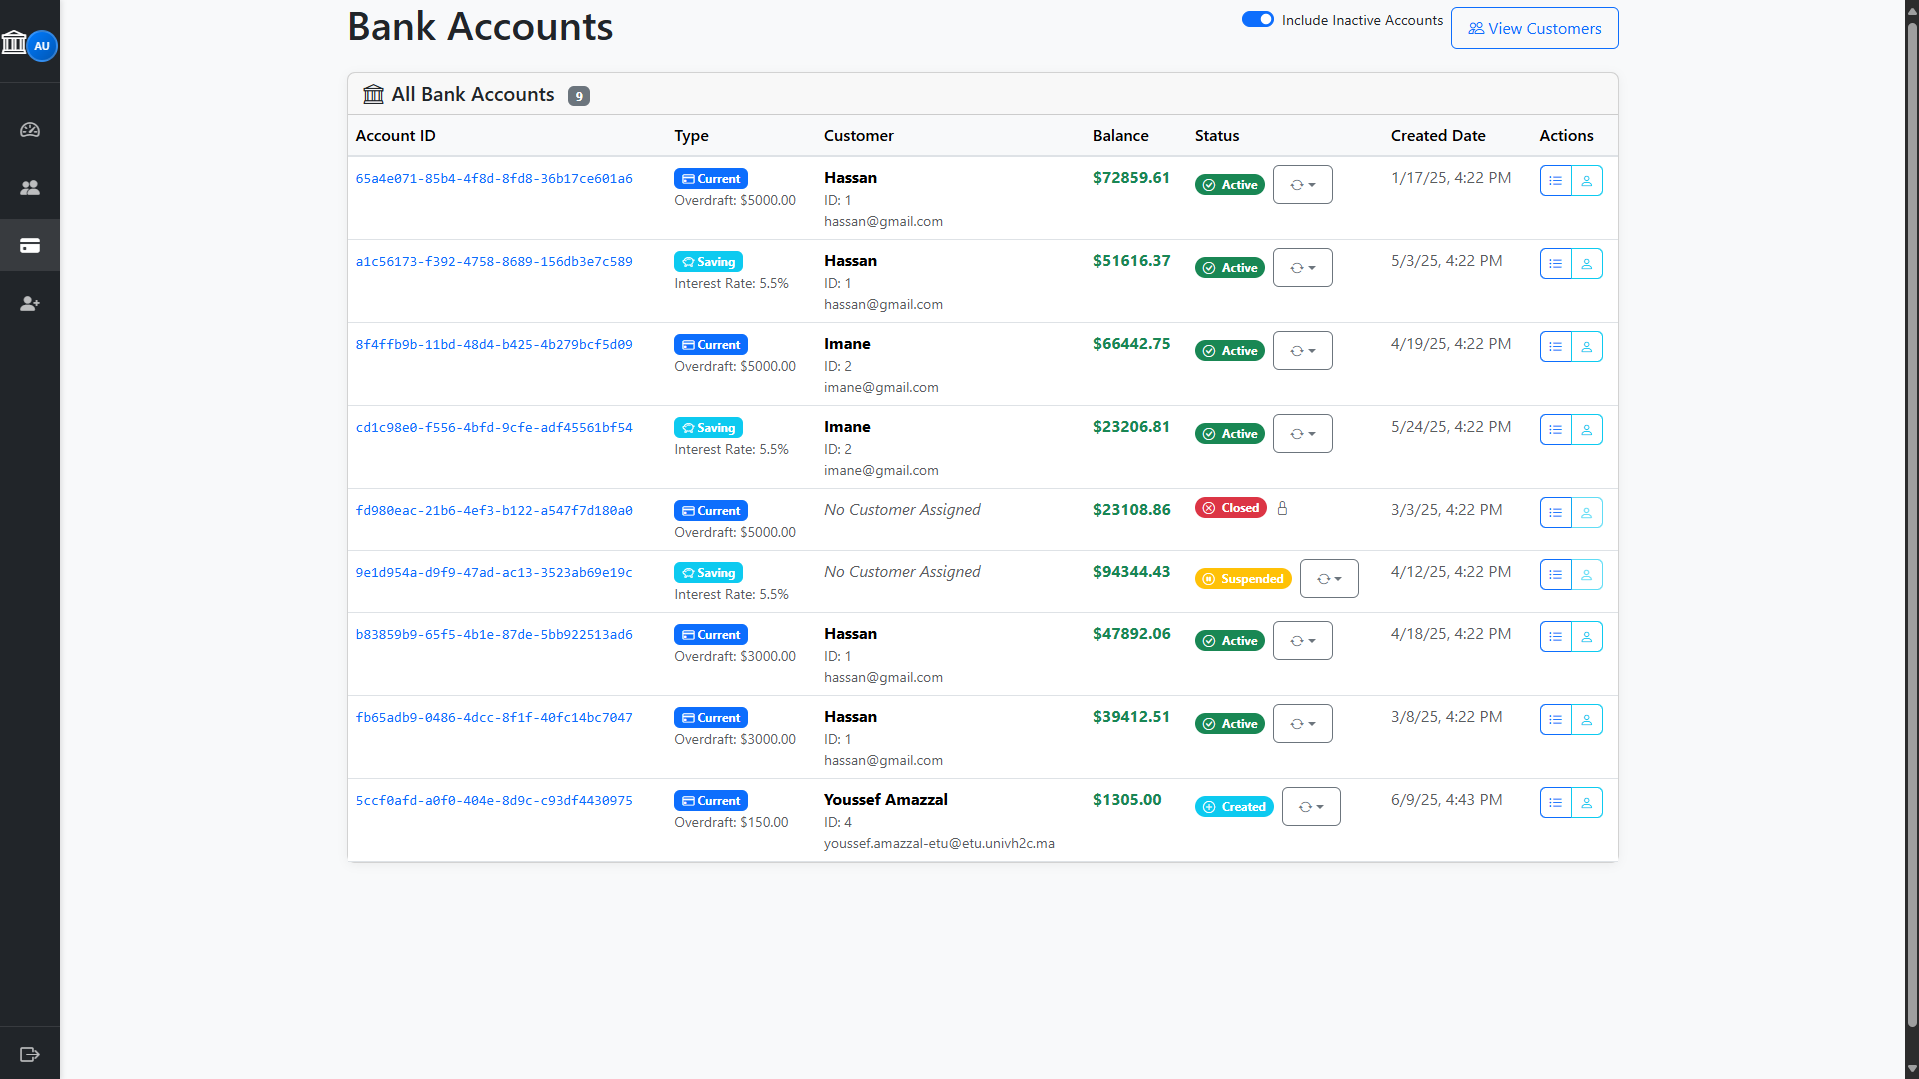 Bank Accounts
Include Inactive Accounts
View Customers
AU
All Bank Accounts 9
Account ID Type Customer Balance Status Created Date Actions
65a4e071-85b4-4f8d-8fd8-36b17ce601a6 Current Hassan $72859.61 Active 1/17/25, 4:22 PM
Overdraft: $5000.00 ID: 1
hassan@gmail.com
a1c56173-f392-4758-8689-156db3e7c589 Saving Hassan $51616.37 Active 5/3/25, 4:22 PM
Interest Rate: 5.5% ID: 1
hassan@gmail.com
8f4ffb9b-11bd-48d4-b425-4b279bcf5d09 Current Imane $66442.75 Active 4/19/25, 4:22 PM
Overdraft: $5000.00 ID: 2
imane@gmail.com
cd1c98e0-f556-4bfd-9cfe-adf45561bf54 Saving Imane $23206.81 Active 5/24/25, 4:22 PM
Interest Rate: 5.5% ID: 2
imane@gmail.com
fd980eac-21b6-4ef3-b122-a547f7d180a0 Current No Customer Assigned $23108.86 Closed 3/3/25, 4:22 PM
Overdraft: $5000.00
9e1d954a-d9f9-47ad-ac13-3523ab69e19c Saving No Customer Assigned $94344.43 Suspended 4/12/25, 4:22 PM
Interest Rate: 5.5%
b83859b9-65f5-4b1e-87de-5bb922513ad6 Current Hassan $47892.06 Active 4/18/25, 4:22 PM
Overdraft: $3000.00 ID: 1
hassan@gmail.com
fb65adb9-0486-4dcc-8f1f-40fc14bc7047 Current Hassan $39412.51 Active 3/8/25, 4:22 PM
Overdraft: $3000.00 ID: 1
hassan@gmail.com
5ccf0afd-a0f0-404e-8d9c-c93df4430975 Current Youssef Amazzal $1305.00 Created 6/9/25, 4:43 PM
Overdraft: $150.00 ID: 4
youssef.amazzal-etu@etu.univh2c.ma